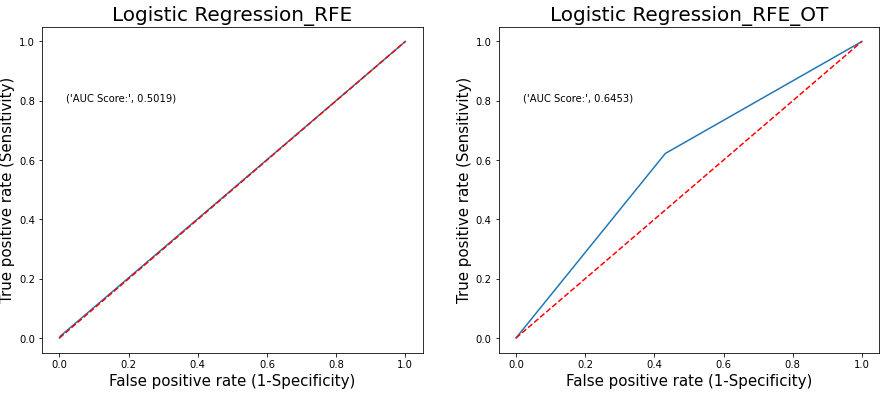 Logistic Regression_RFE
1.0
0.8
0.6
0.4
0.2
0.0
('AUC Score:', 0.5019)
True positive rate (Sensitivity)
0.0 0.2 0.4 0.6 0.8 1.0
False positive rate (1-Specificity)
Logistic Regression_RFE_OT
1.0
0.8
0.6
0.4
0.2
0.0
('AUC Score:', 0.6453)
True positive rate (Sensitivity)
0.0 0.2 0.4 0.6 0.8 1.0
False positive rate (1-Specificity)